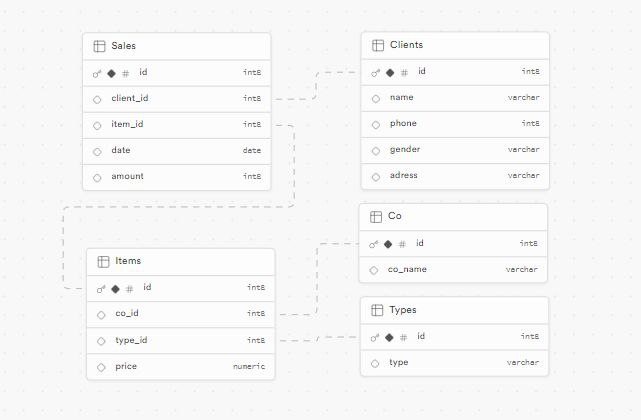 Sales
# id int8
client_id int8
item_id int8
date date
amount int8
Clients
# id int8
name varchar
phone int8
gender varchar
adress varchar
Co
# id int8
co_name varchar
Items
# id int8
co_id int8
type_id int8
price numeric
Types
# id int8
type varchar